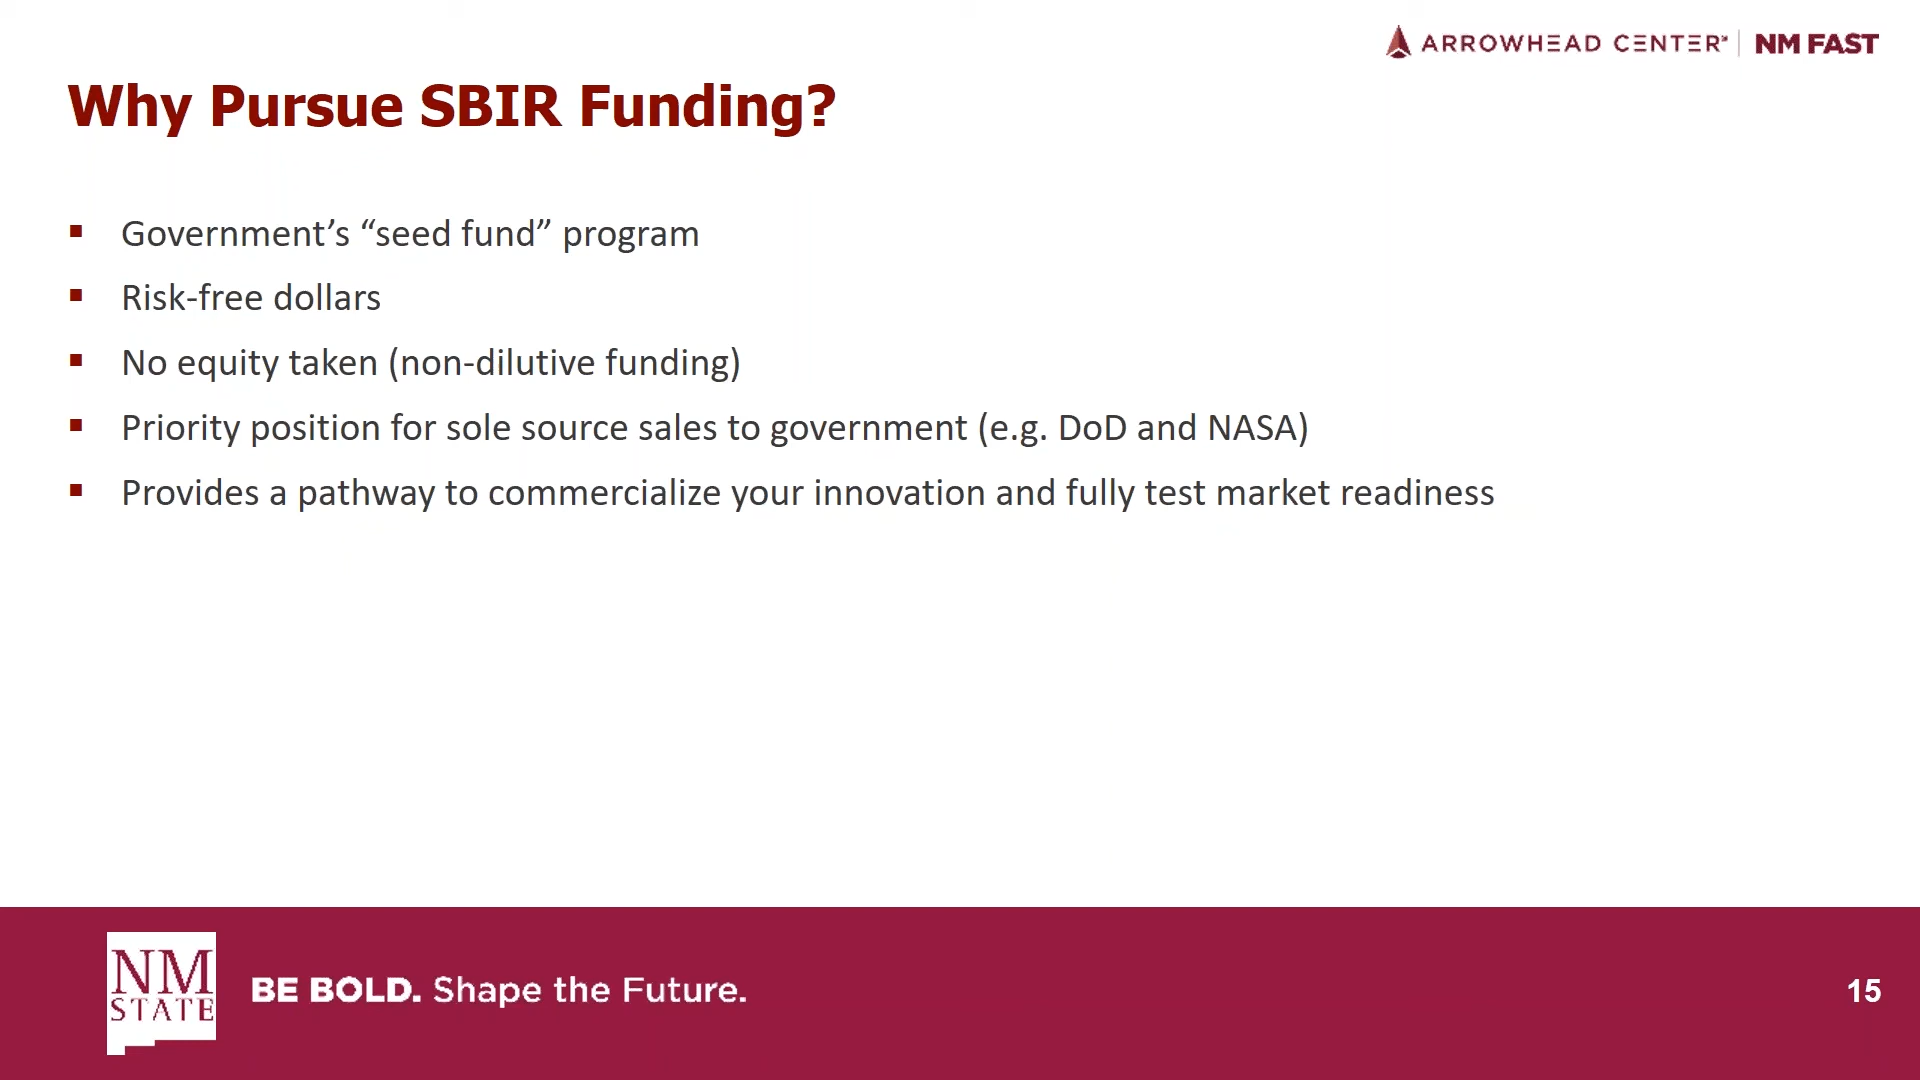 ARROWHEAD CENTER | NM FAST
Why Pursue SBIR Funding?
▪ Government’s “seed fund” program
▪ Risk-free dollars
▪ No equity taken (non-dilutive funding)
▪ Priority position for sole source sales to government (e.g. DoD and NASA)
▪ Provides a pathway to commercialize your innovation and fully test market readiness
NM
STATE
BE BOLD. Shape the Future.
15